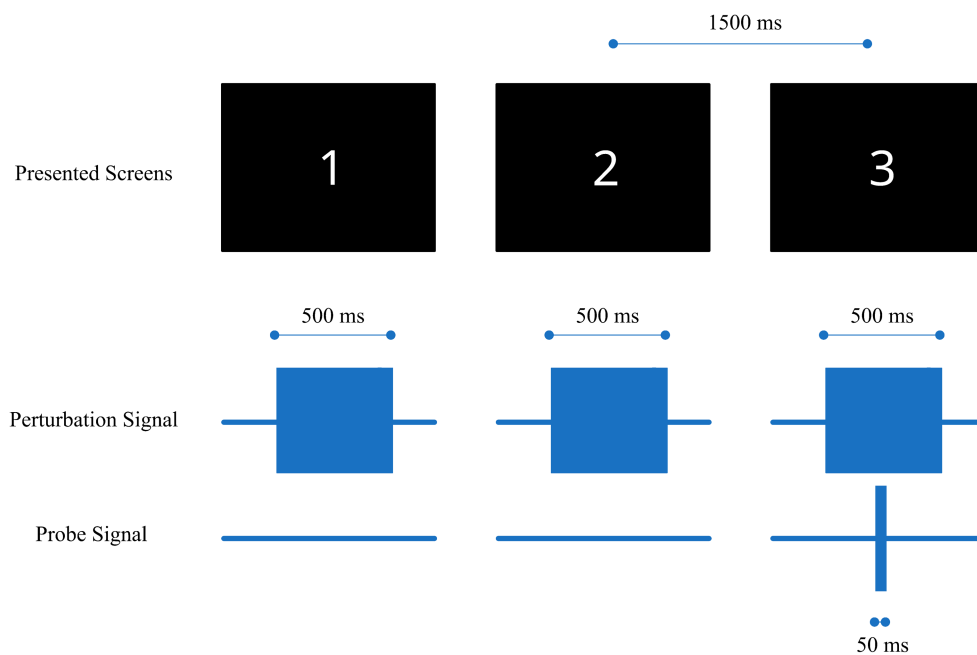 1500 ms
Presented Screens
1
2
3
500 ms
500 ms
500 ms
Perturbation Signal
Probe Signal
50 ms